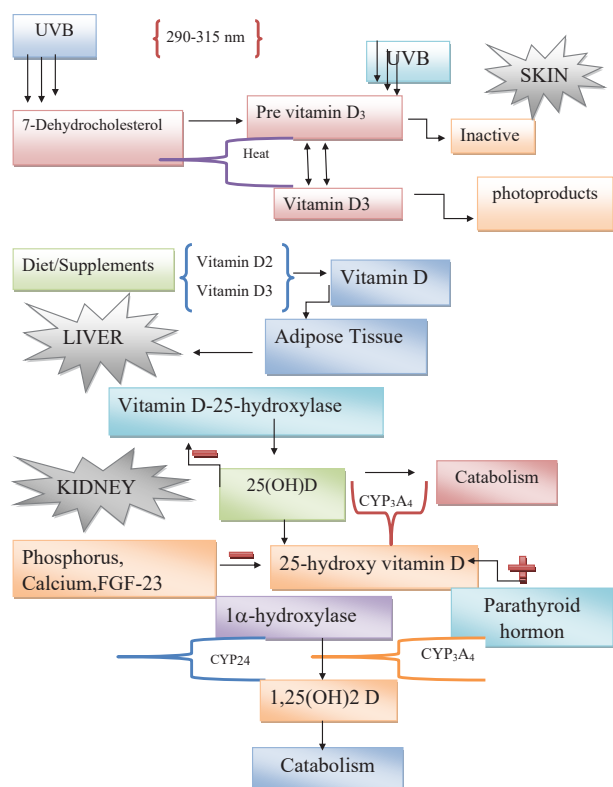 UVB
290-315 nm
UVB
SKIN
7-Dehydrocholesterol
Pre vitamin D₃
Inactive
Heat
Vitamin D3
photoproducts
Diet/Supplements
Vitamin D2
Vitamin D3
Vitamin D
LIVER
Adipose Tissue
Vitamin D-25-hydroxylase
KIDNEY
25(OH)D
CYP₃A₄
Catabolism
Phosphorus,
Calcium,FGF-23
25-hydroxy vitamin D
Parathyroid
hormon
1α-hydroxylase
CYP24
CYP₃A₄
1,25(OH)2 D
Catabolism